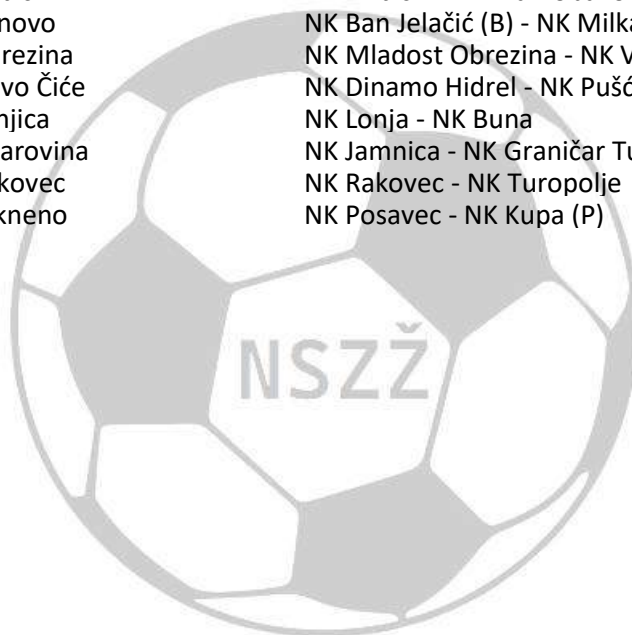 novo NK Ban Jelačić (B) - NK Milka
rezina NK Mladost Obrezina - NK V
vo Čiće NK Dinamo Hidrel - NK Pušć
njica NK Lonja - NK Buna
arovina NK Jamnica - NK Graničar Tu
kovec NK Rakovec - NK Turopolje
kneno NK Posavec - NK Kupa (P)
NSZŽ